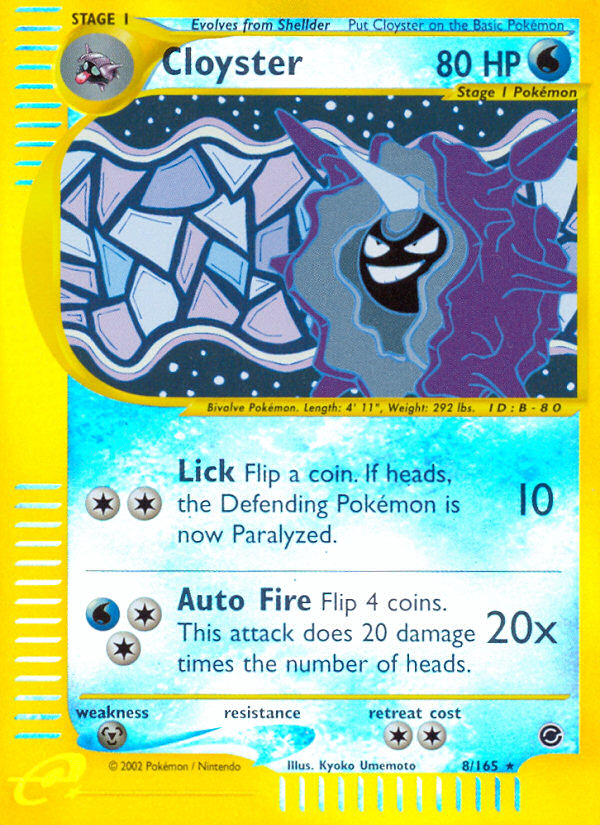 STAGE 1
Evolves from Shellder Put Cloyster on the Basic Pokémon
Cloyster 80 HP
Stage 1 Pokémon
Bivalve Pokémon. Length: 4' 11", Weight: 292 lbs. ID: B-80
Lick Flip a coin. If heads,
the Defending Pokémon is
now Paralyzed.
10
Auto Fire Flip 4 coins.
This attack does 20 damage
times the number of heads.
20x
weakness resistance retreat cost
© 2002 Pokémon / Nintendo Illus. Kyoko Umemoto 8/165 ★